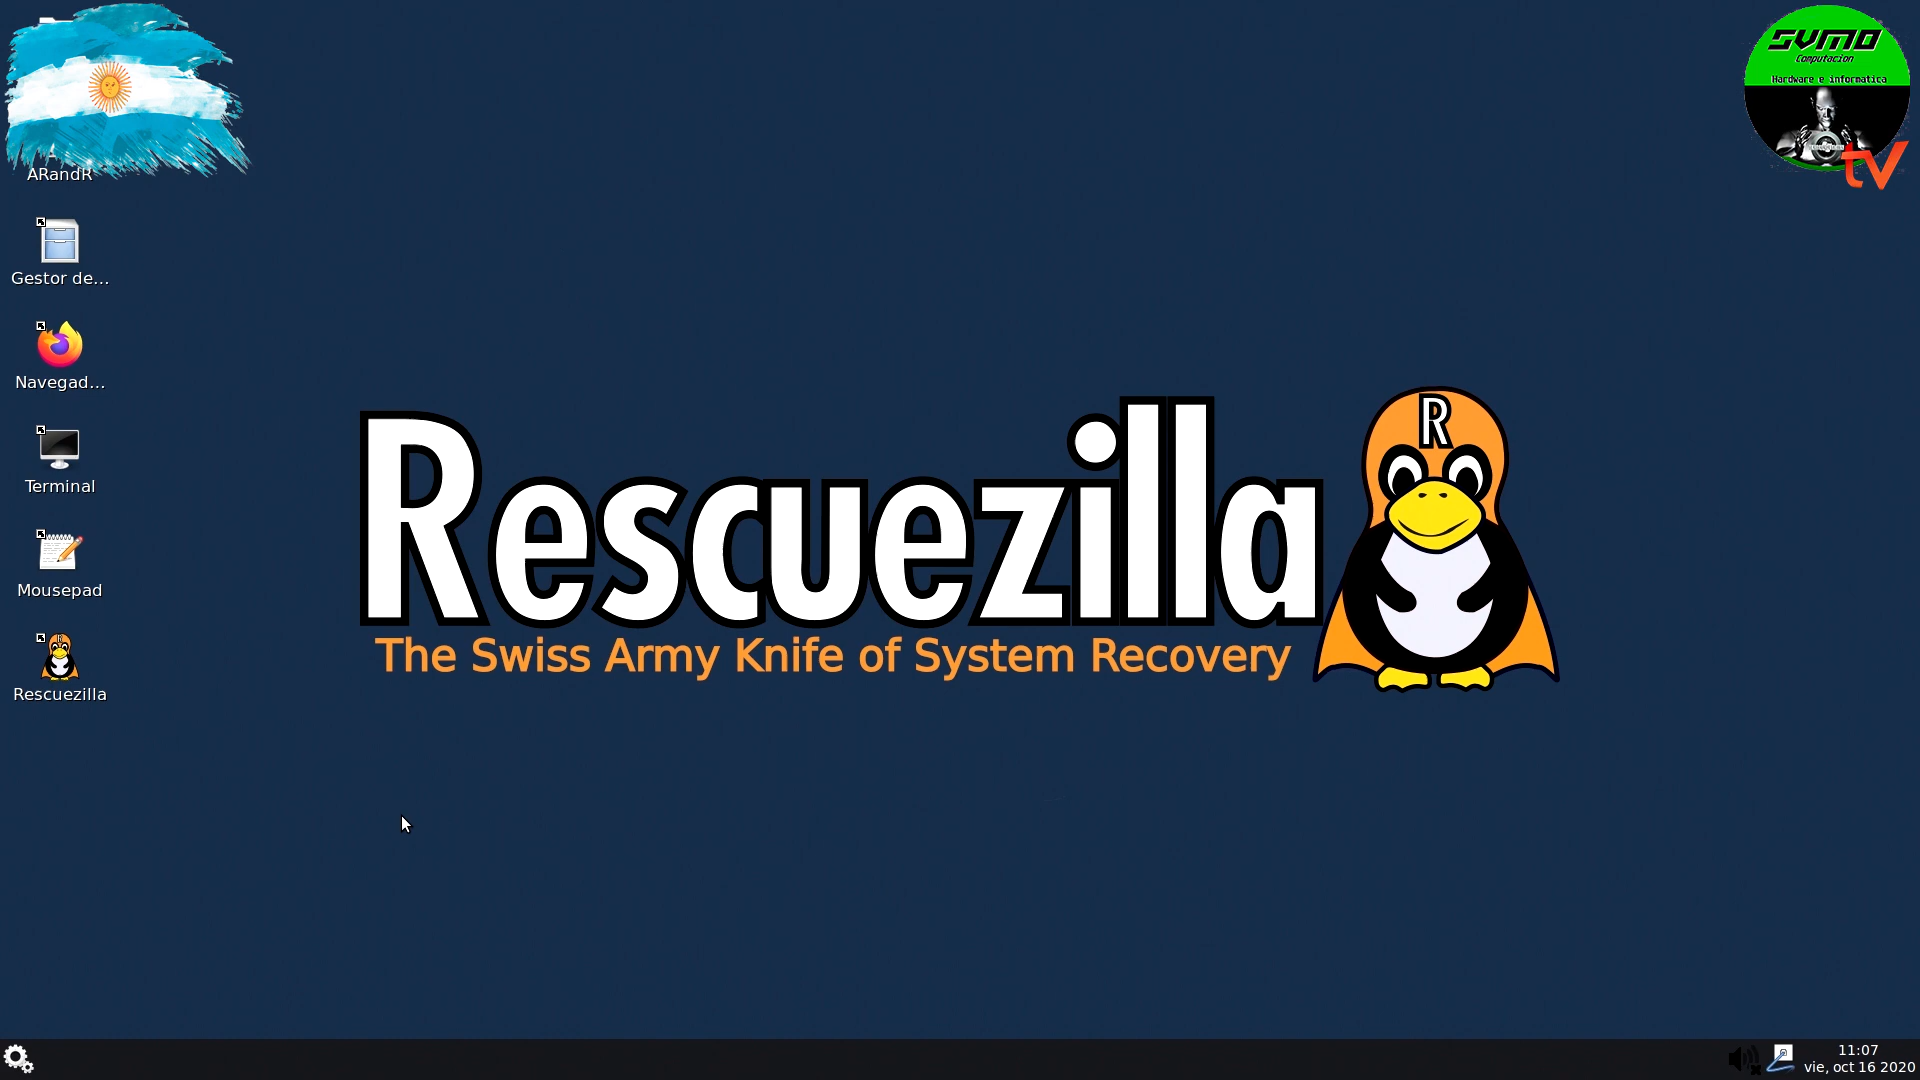 SVMO
Computacion
Hardware e informatica
tV
ARandR
Gestor de...
Navegad...
Terminal
Mousepad
Rescuezilla
R
Rescuezilla
The Swiss Army Knife of System Recovery
11:07
vie, oct 16 2020